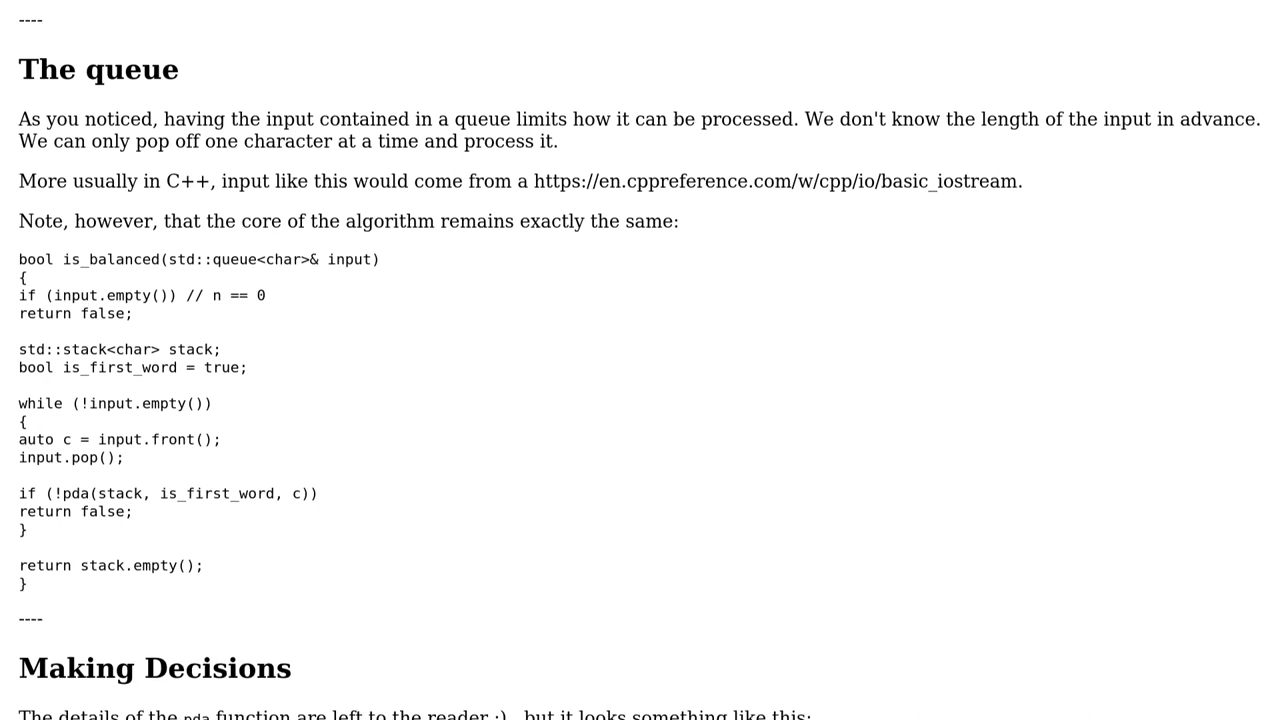 ----
The queue
As you noticed, having the input contained in a queue limits how it can be processed. We don't know the length of the input in advance.
We can only pop off one character at a time and process it.
More usually in C++, input like this would come from a https://en.cppreference.com/w/cpp/io/basic_iostream.
Note, however, that the core of the algorithm remains exactly the same:
bool is_balanced(std::queue<char>& input)
{
if (input.empty()) // n == 0
return false;
std::stack<char> stack;
bool is_first_word = true;
while (!input.empty())
{
auto c = input.front();
input.pop();
if (!pda(stack, is_first_word, c))
return false;
}
return stack.empty();
}
----
Making Decisions
The details of the pda function are left to the reader ;) , but it looks something like this: